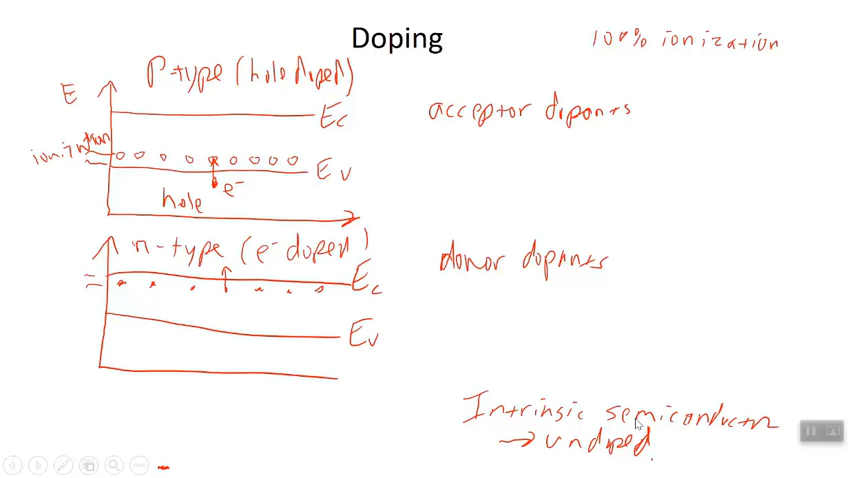 Doping
100% ionization
P-type (hole doped)
E
Ec
acceptor dopants
ionization
Ev
e-
hole
n-type (e- doped)
donor dopants
Ec
Ev
Intrinsic semiconductor
→ undoped